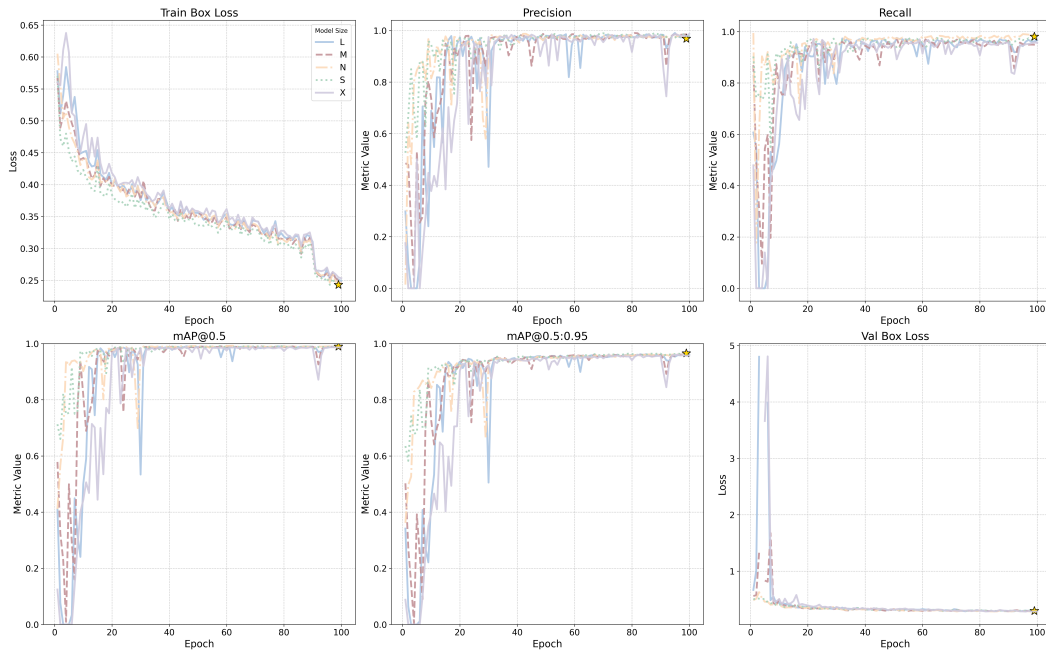 Train Box Loss
Loss
0.65
0.60
0.55
0.50
0.45
0.40
0.35
0.30
0.25
0 20 40 60 80 100
Epoch
Model Size
L
M
N
S
X
Precision
Metric Value
1.0
0.8
0.6
0.4
0.2
0.0
0 20 40 60 80 100
Epoch
Recall
Metric Value
1.0
0.8
0.6
0.4
0.2
0.0
0 20 40 60 80 100
Epoch
mAP@0.5
Metric Value
1.0
0.8
0.6
0.4
0.2
0.0
0 20 40 60 80 100
Epoch
mAP@0.5:0.95
Metric Value
1.0
0.8
0.6
0.4
0.2
0.0
0 20 40 60 80 100
Epoch
Val Box Loss
Loss
5
4
3
2
1
0 20 40 60 80 100
Epoch